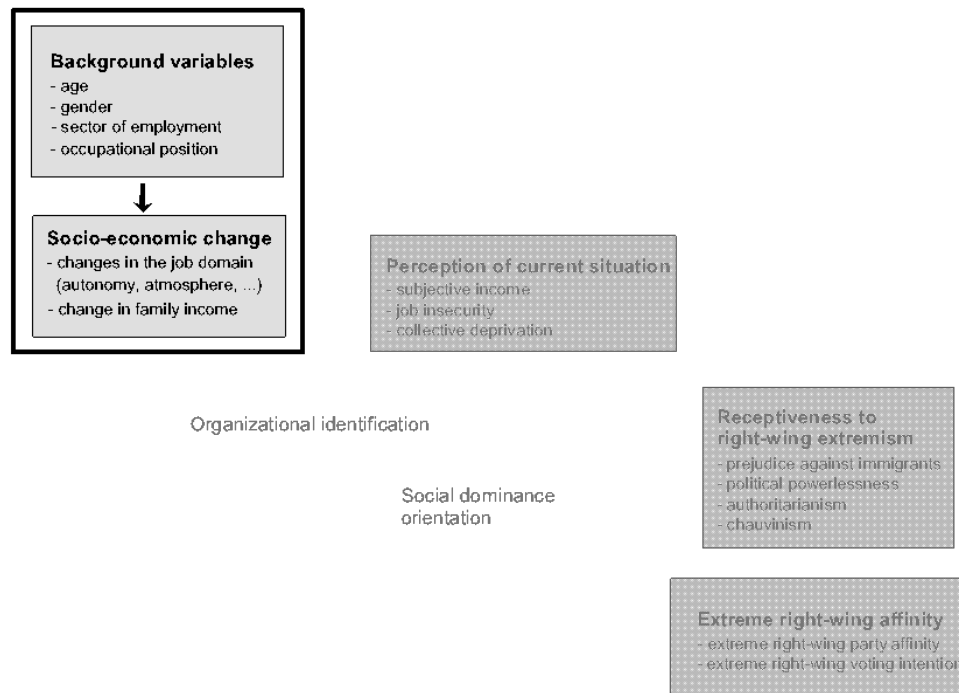 Background variables
- age
- gender
- sector of employment
- occupational position
Socio-economic change
- changes in the job domain
(autonomy, atmosphere, ...)
- change in family income
Perception of current situation
- subjective income
- job insecurity
- collective deprivation
Organizational identification
Social dominance
orientation
Receptiveness to
right-wing extremism
- prejudice against immigrants
- political powerlessness
- authoritarianism
- chauvinism
Extreme right-wing affinity
- extreme right-wing party affinity
- extreme right-wing voting intention